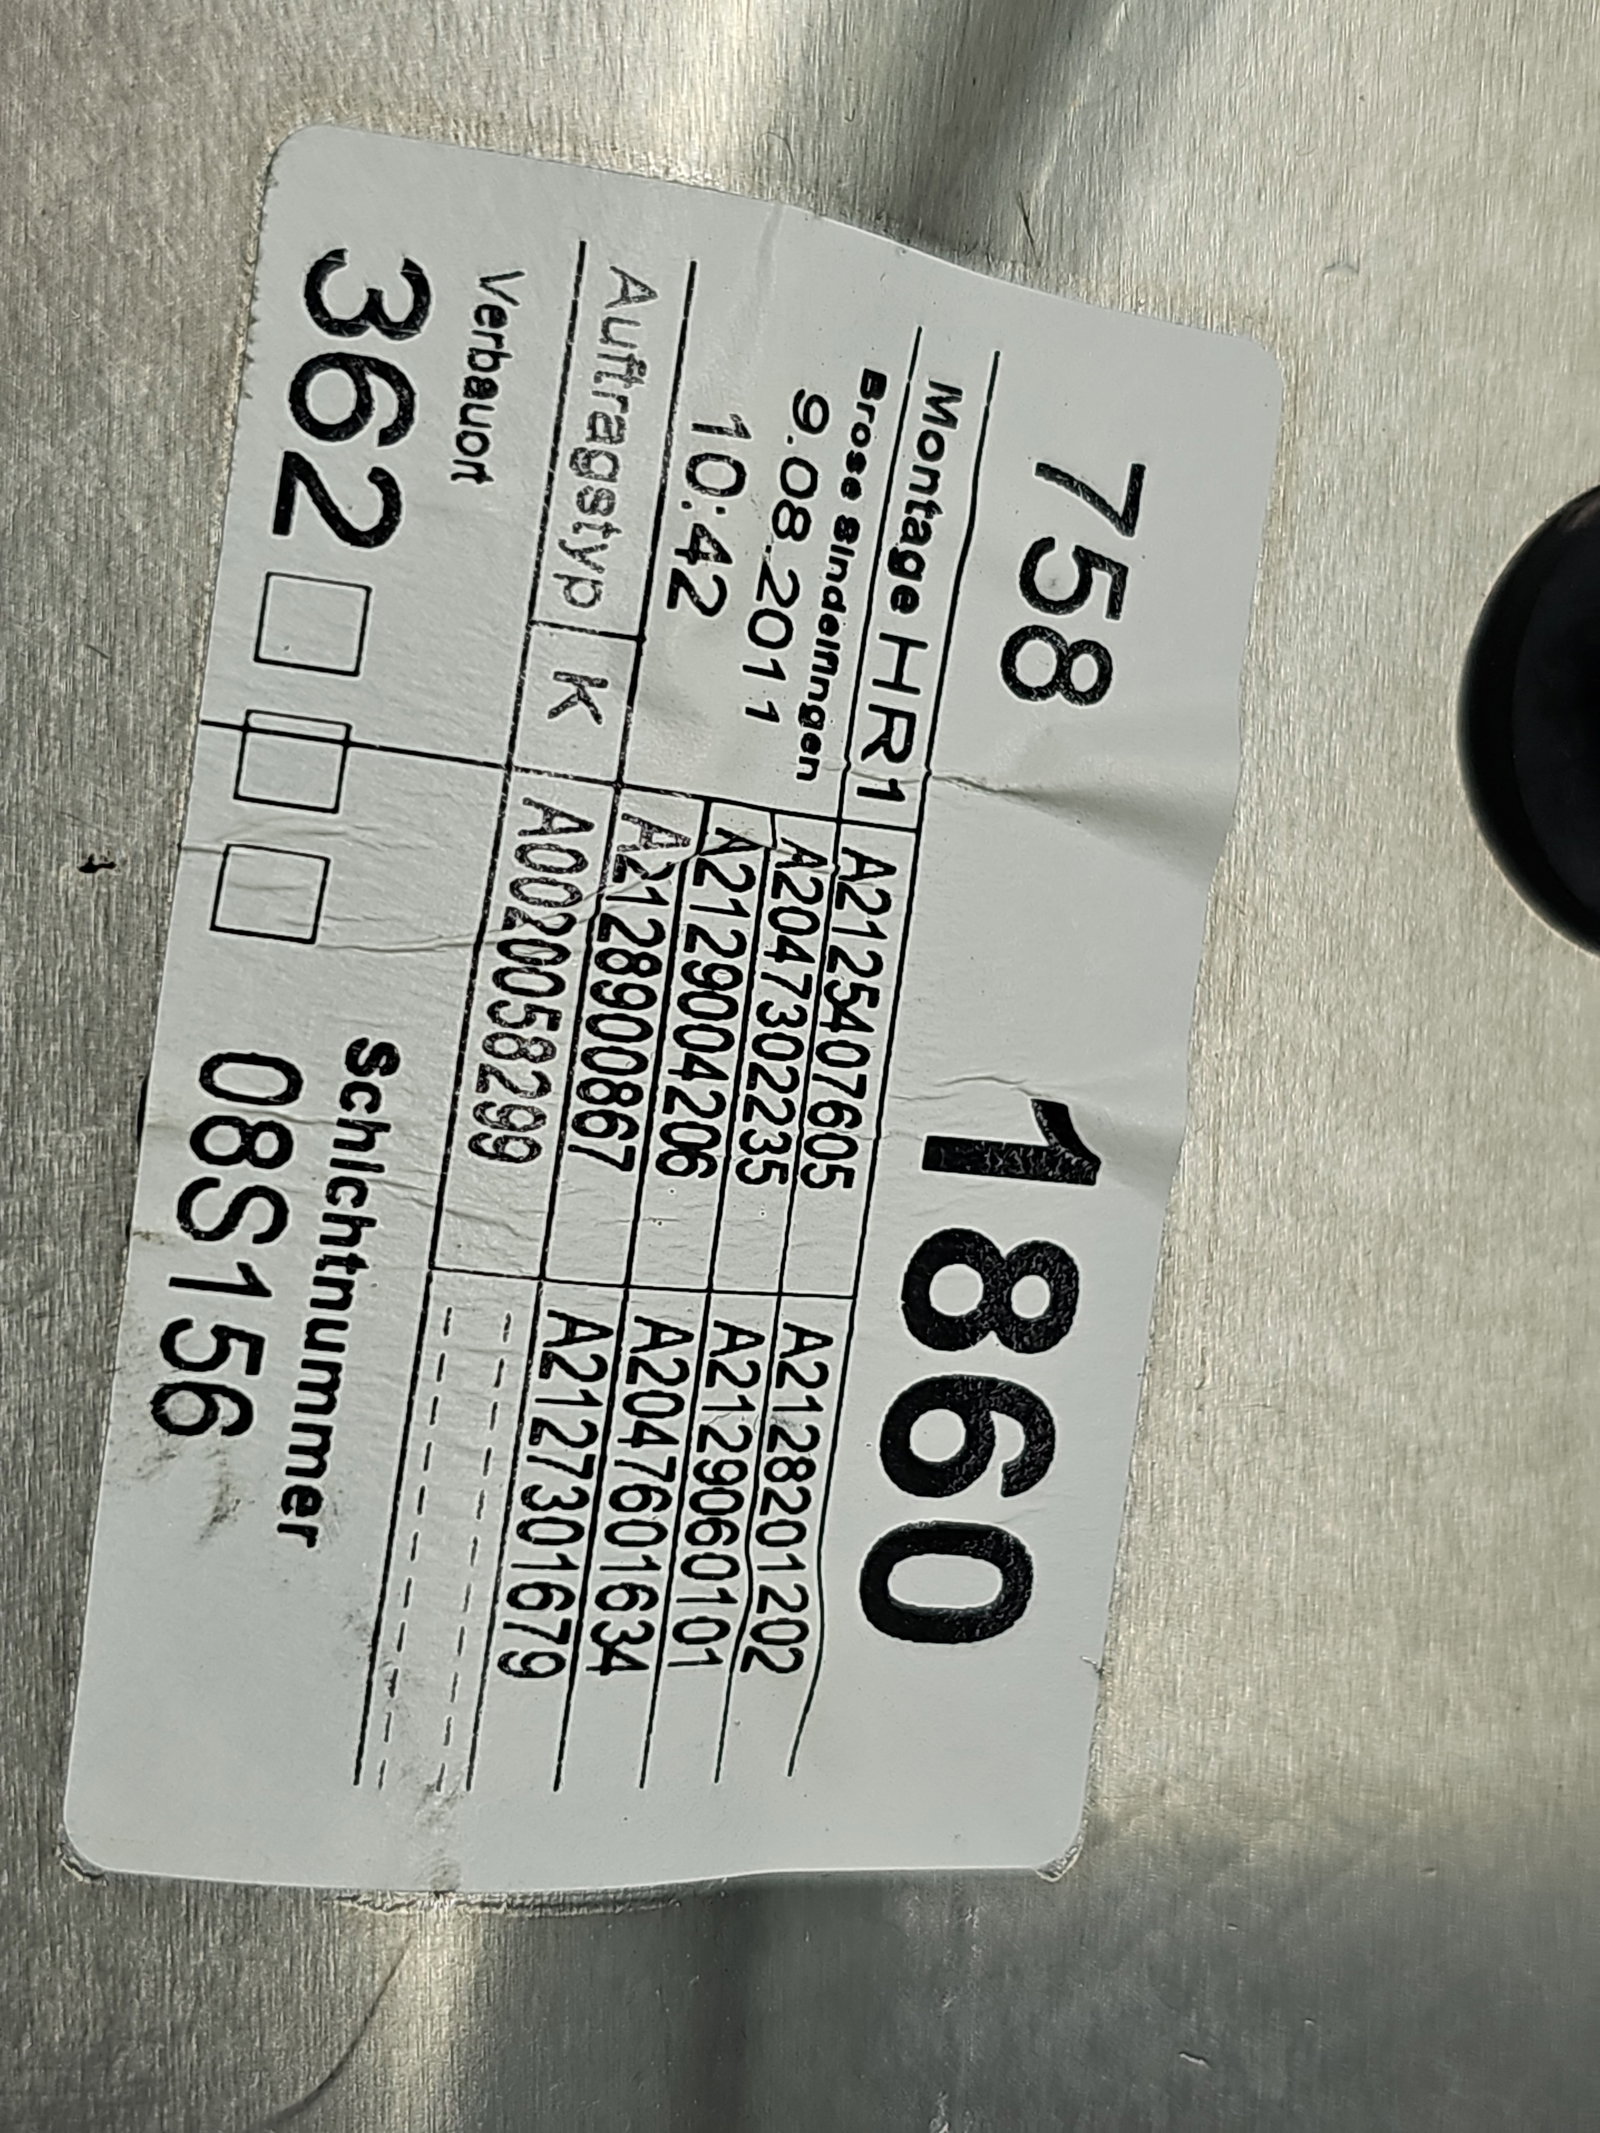 758 1860
Montage HR1 A2125407605
Brose Sindelfingen A2047302235 A2128201202
9.08.2011
10:42 A2129004206 A2129060101
A2128900867 A2047601634
Auftragstyp K A0020058299 A2127301679
Verbauort Schichtnummer
362 08S156